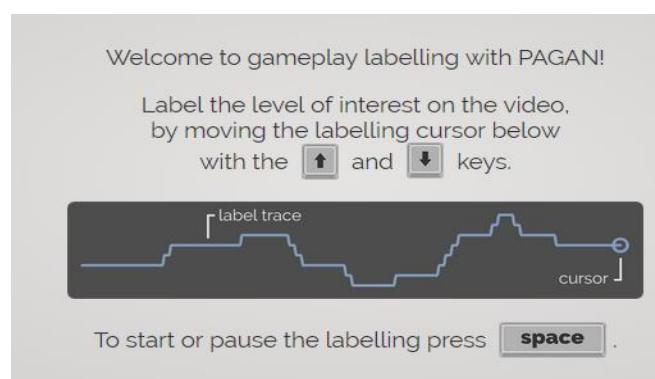 Welcome to gameplay labelling with PAGAN!
Label the level of interest on the video,
by moving the labelling cursor below
with the ⬆ and ⬇ keys.
label trace
cursor
To start or pause the labelling press space .